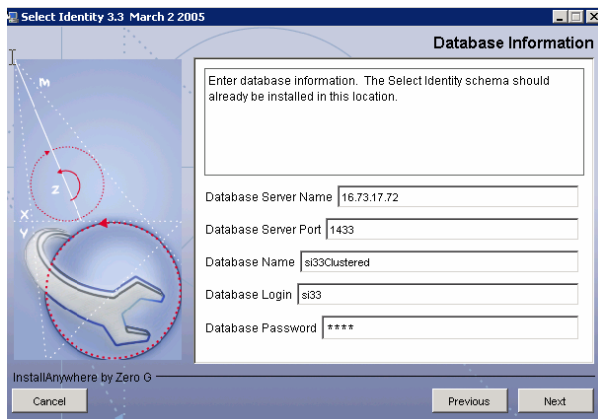 Select Identity 3.3 March 2 2005
Database Information
Enter database information. The Select Identity schema should
already be installed in this location.
M
Z
X
Y
Database Server Name 16.73.17.72
Database Server Port 1433
Database Name si33Clustered
Database Login si33
Database Password ****
InstallAnywhere by Zero G
Cancel
Previous
Next